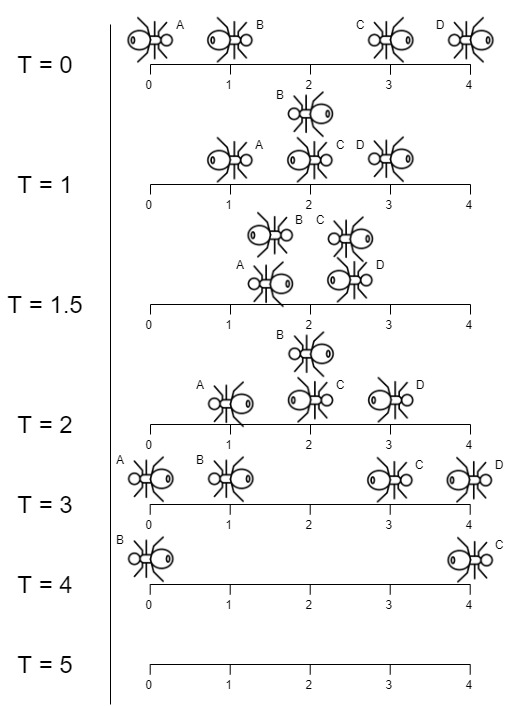 A B C D
T = 0
0 1 2 3 4
B
A C D
T = 1
0 1 2 3 4
B C
A D
T = 1.5
0 1 2 3 4
B
A C D
T = 2
0 1 2 3 4
A B C D
T = 3
0 1 2 3 4
B C
T = 4
0 1 2 3 4
T = 5
0 1 2 3 4